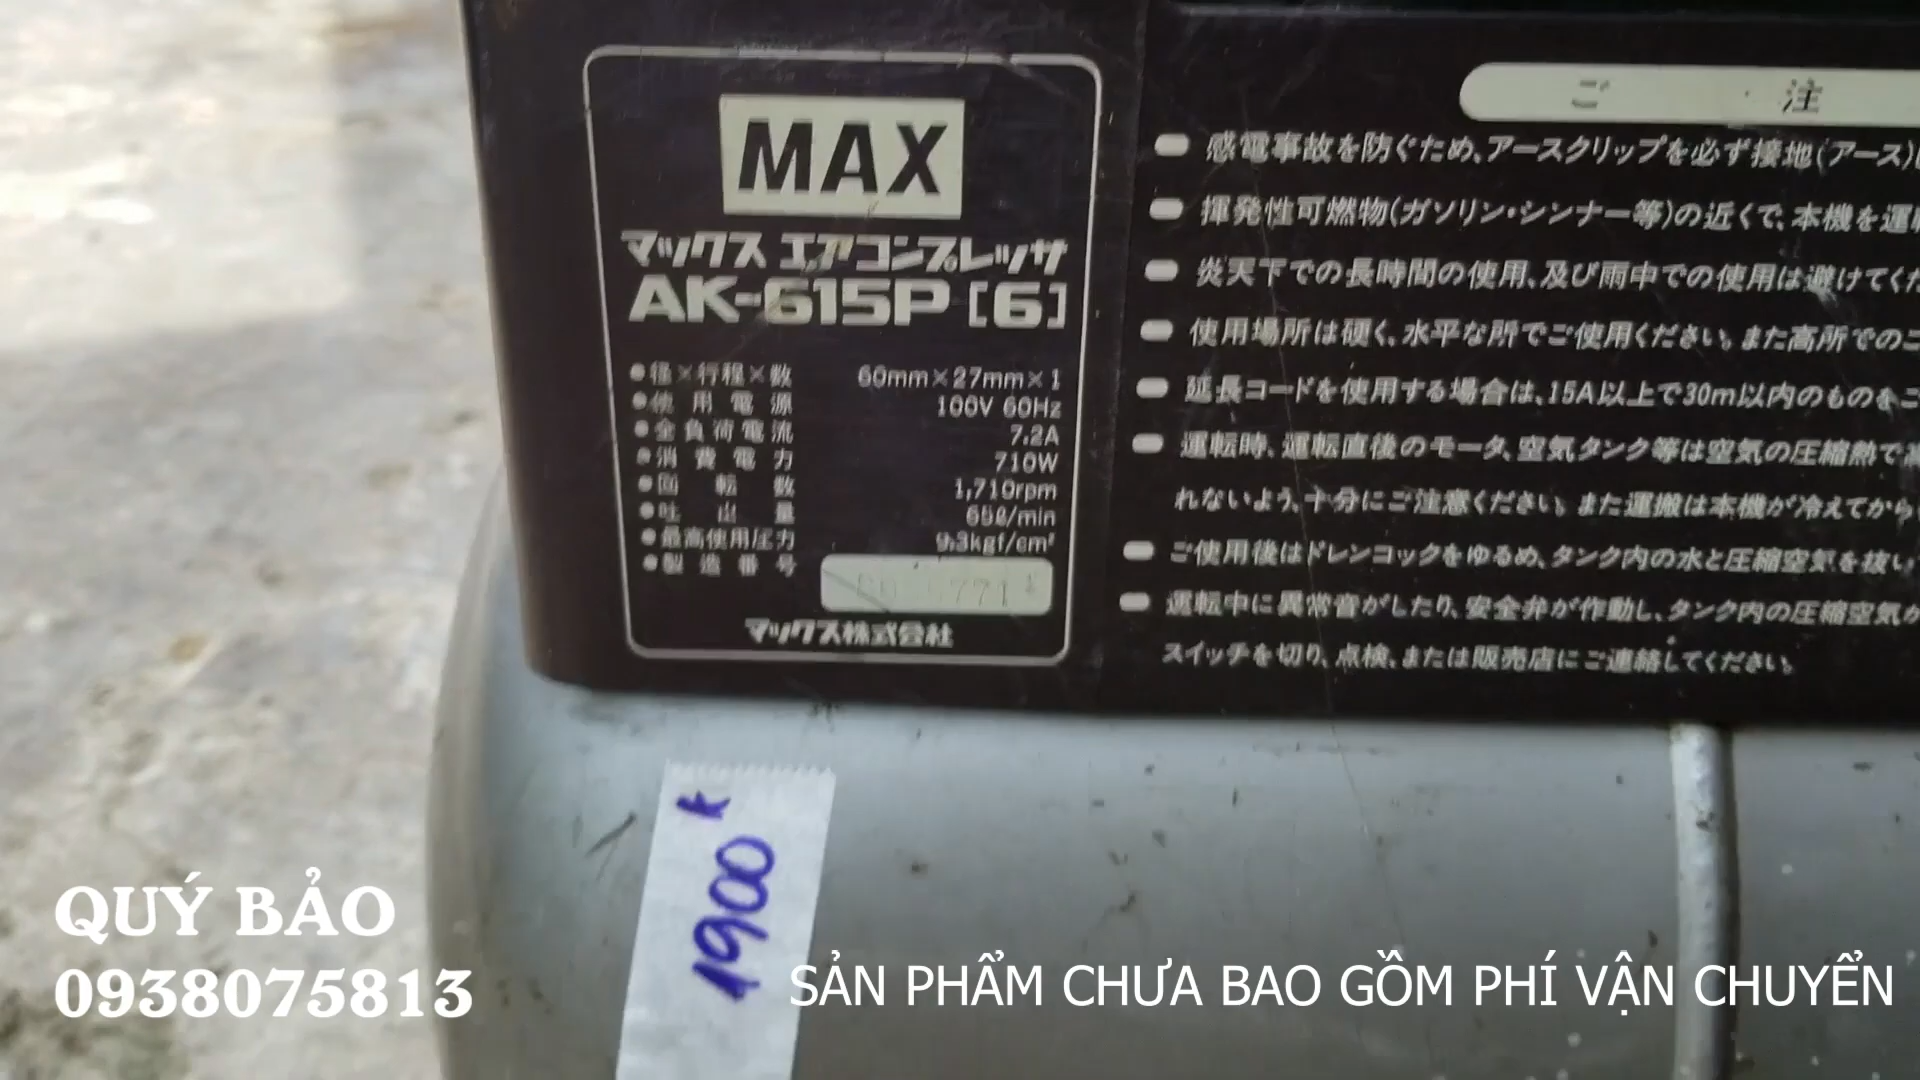 MAX
マックス エアコンプレッサ
AK-615P [6]
●径×行程×数 60mm×27mm×1
●使用電源 100V 60Hz
●全負荷電流 7.2A
●消費電力 710W
●回転数 1,710rpm
●吐出量 65ℓ/min
●最高使用圧力 9.3kgf/cm²
●製造番号
マックス株式会社
ご 注
感電事故を防ぐため、アースクリップを必ず接地(アース)
揮発性可燃物(ガソリン・シンナー等)の近くで、本機を運転
炎天下での長時間の使用、及び雨中での使用は避けてくだ
使用場所は硬く、水平な所でご使用ください。また高所でのご
延長コードを使用する場合は、15A以上で30m以内のものをご
運転時、運転直後のモータ、空気タンク等は空気の圧縮熱で高
れないよう、十分にご注意ください。また運搬は本機が冷えてから
ご使用後はドレンコックをゆるめ、タンク内の水と圧縮空気を抜い
運転中に異常音がしたり、安全弁が作動し、タンク内の圧縮空気が
スイッチを切り、点検、または販売店にご連絡してください。
1900k
QUÝ BẢO
0938075813
SẢN PHẨM CHƯA BAO GỒM PHÍ VẬN CHUYỂN